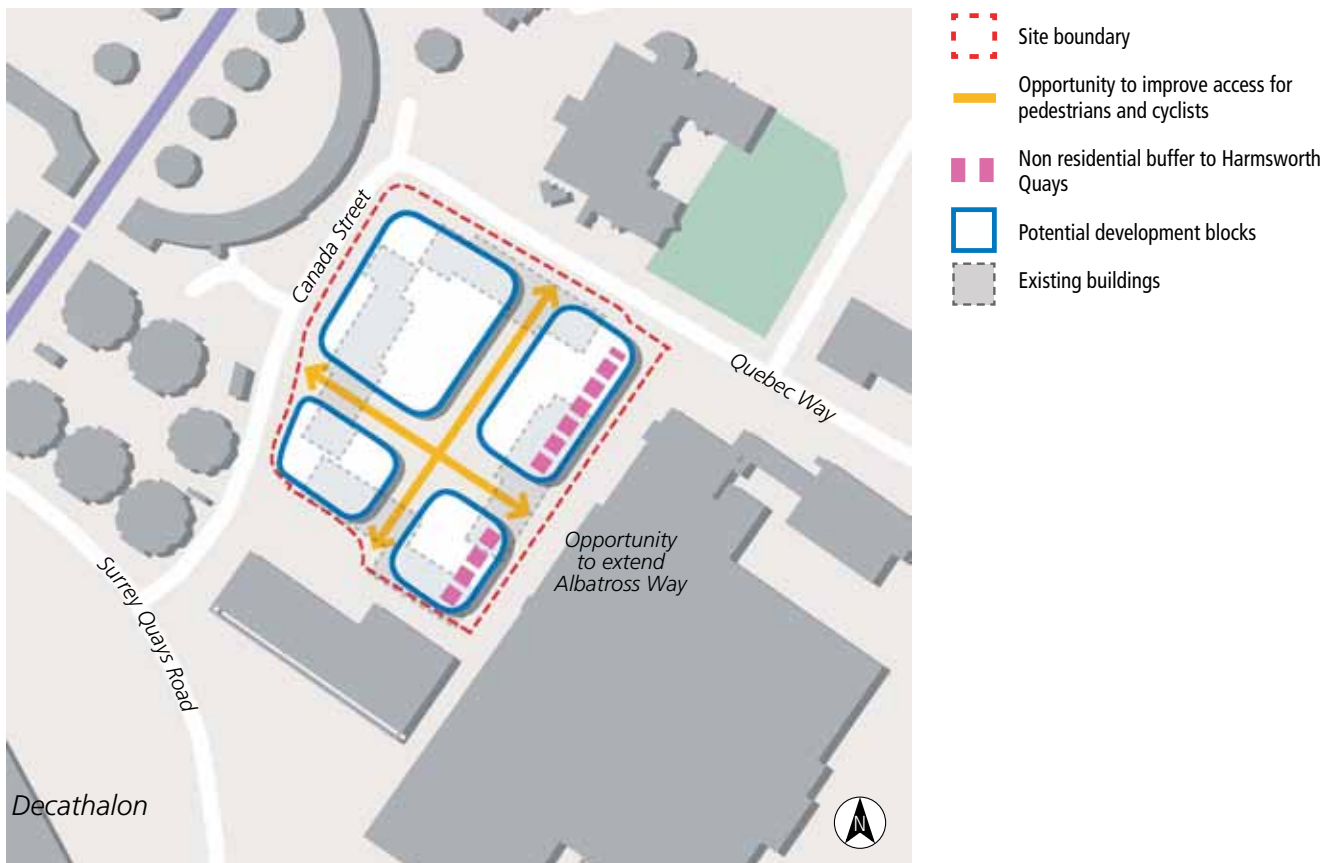 Site boundary
Opportunity to improve access for
pedestrians and cyclists
Non residential buffer to Harmsworth
Quays
Potential development blocks
Existing buildings
Canada Street
Quebec Way
Opportunity
to extend
Albatross Way
Surrey Quays Road
Decathalon
N